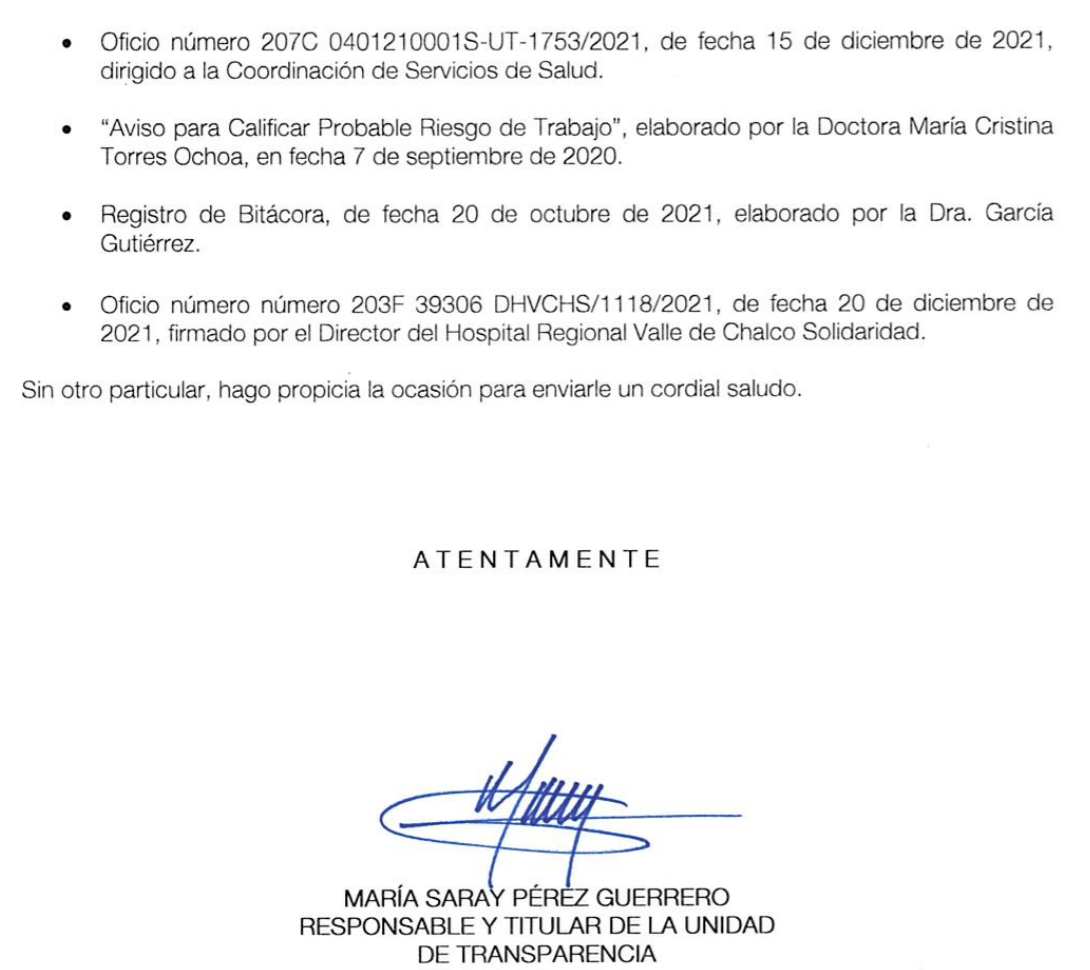 • Oficio número 207C 0401210001S-UT-1753/2021, de fecha 15 de diciembre de 2021,
dirigido a la Coordinación de Servicios de Salud.
• “Aviso para Calificar Probable Riesgo de Trabajo”, elaborado por la Doctora María Cristina
Torres Ochoa, en fecha 7 de septiembre de 2020.
• Registro de Bitácora, de fecha 20 de octubre de 2021, elaborado por la Dra. García
Gutiérrez.
• Oficio número número 203F 39306 DHVCHS/1118/2021, de fecha 20 de diciembre de
2021, firmado por el Director del Hospital Regional Valle de Chalco Solidaridad.
Sin otro particular, hago propicia la ocasión para enviarle un cordial saludo.
A T E N T A M E N T E
MARÍA SARAY PÉREZ GUERRERO
RESPONSABLE Y TITULAR DE LA UNIDAD
DE TRANSPARENCIA